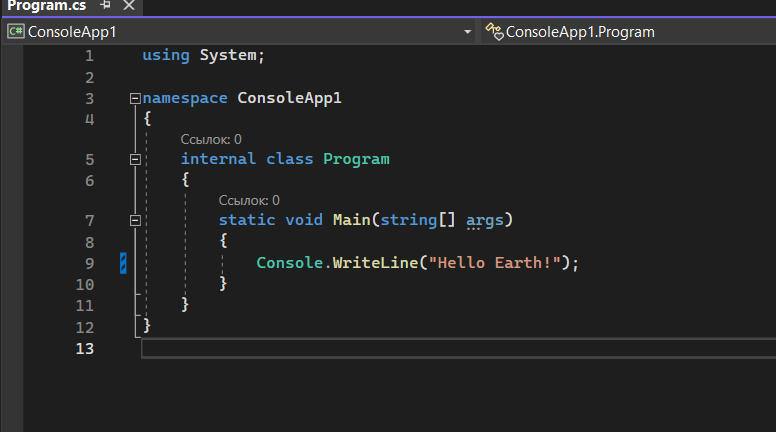 Program.cs
ConsoleApp1 ConsoleApp1.Program
1 using System;
2
3 namespace ConsoleApp1
4 {
Ссылок: 0
5 internal class Program
6 {
Ссылок: 0
7 static void Main(string[] args)
8 {
9 Console.WriteLine("Hello Earth!");
10 }
11 }
12 }
13